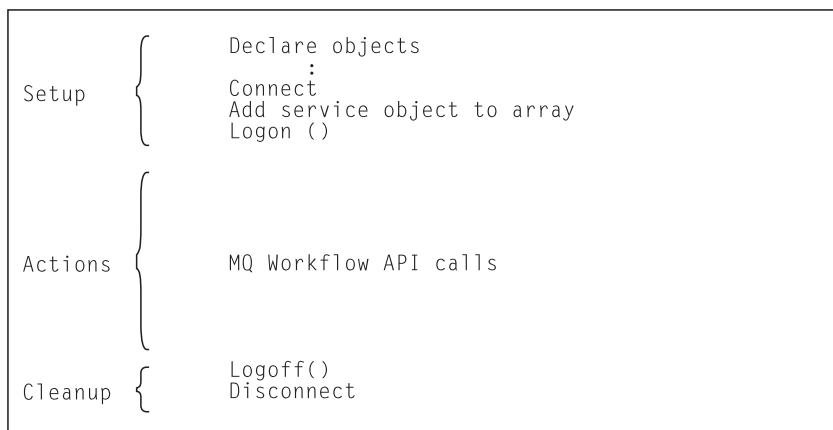 Declare objects
⋮
Setup
Connect
Add service object to array
Logon ()
Actions
MQ Workflow API calls
Logoff()
Cleanup
Disconnect